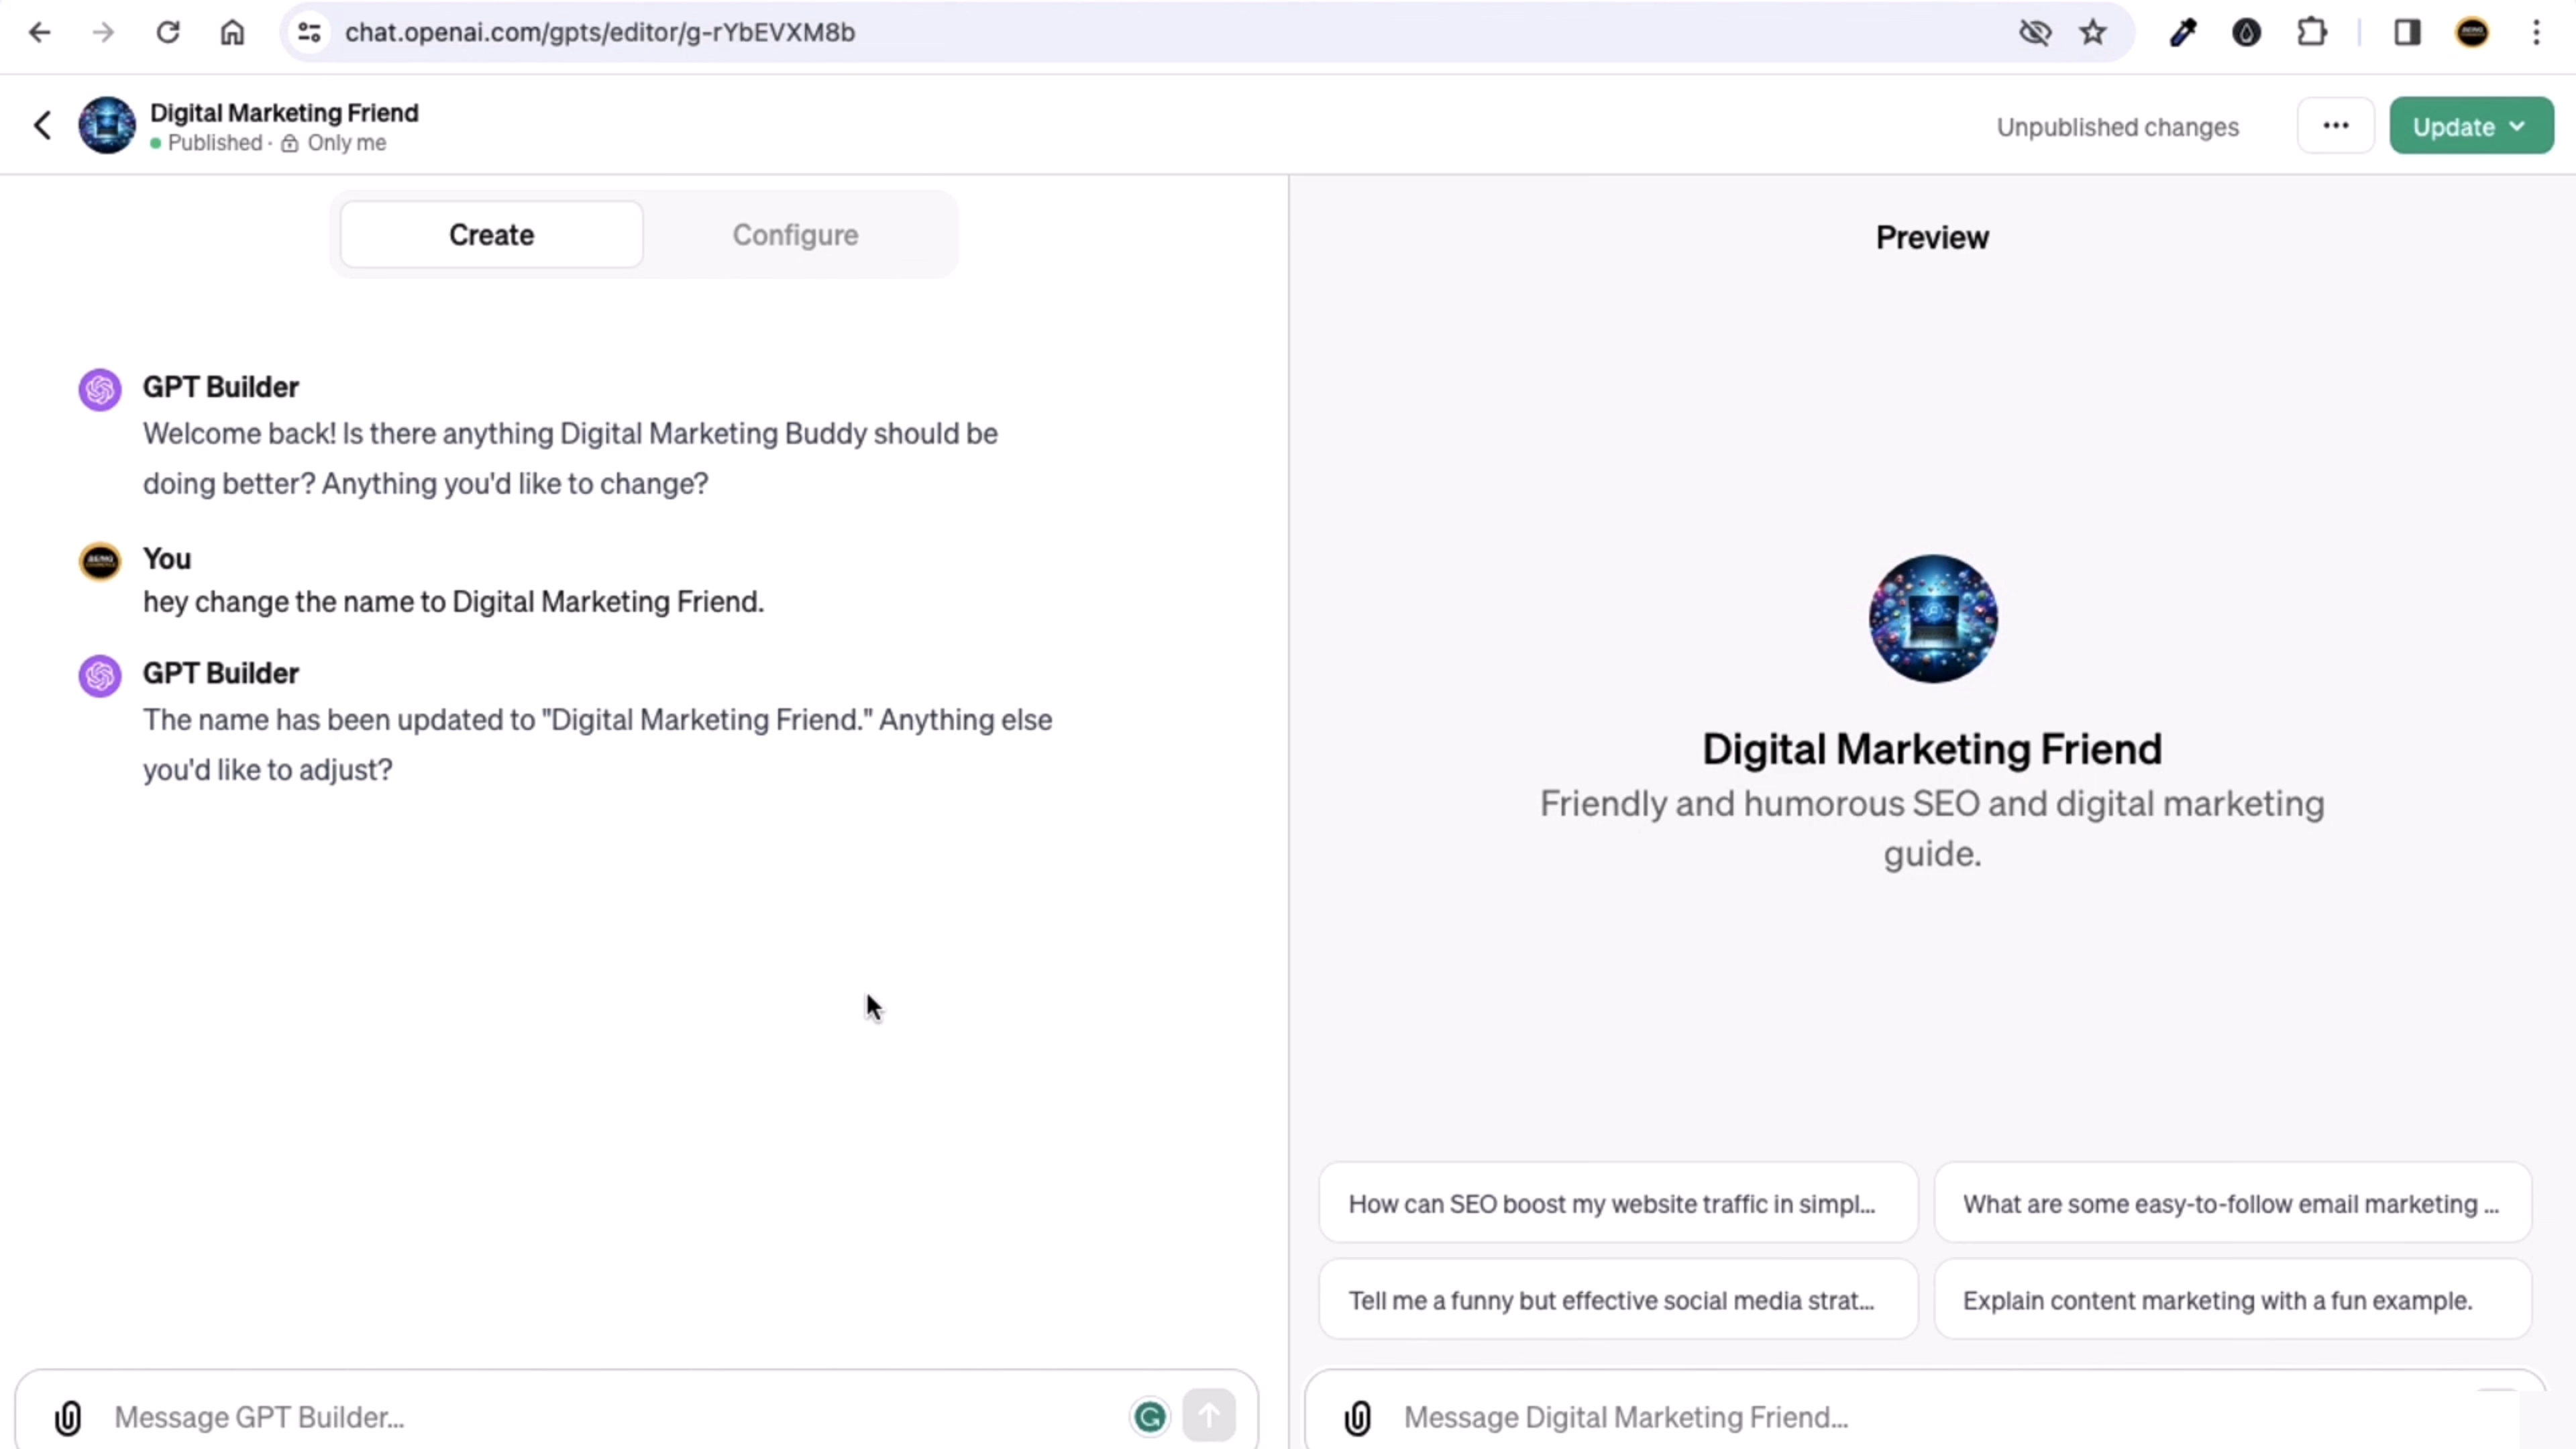 chat.openai.com/gpts/editor/g-rYbEVXM8b
Digital Marketing Friend
Published · Only me
Unpublished changes
Update
Create
Configure
Preview
GPT Builder
Welcome back! Is there anything Digital Marketing Buddy should be
doing better? Anything you'd like to change?
You
hey change the name to Digital Marketing Friend.
GPT Builder
The name has been updated to "Digital Marketing Friend." Anything else
you'd like to adjust?
Digital Marketing Friend
Friendly and humorous SEO and digital marketing
guide.
How can SEO boost my website traffic in simpl...
What are some easy-to-follow email marketing ...
Tell me a funny but effective social media strat...
Explain content marketing with a fun example.
Message GPT Builder...
Message Digital Marketing Friend...